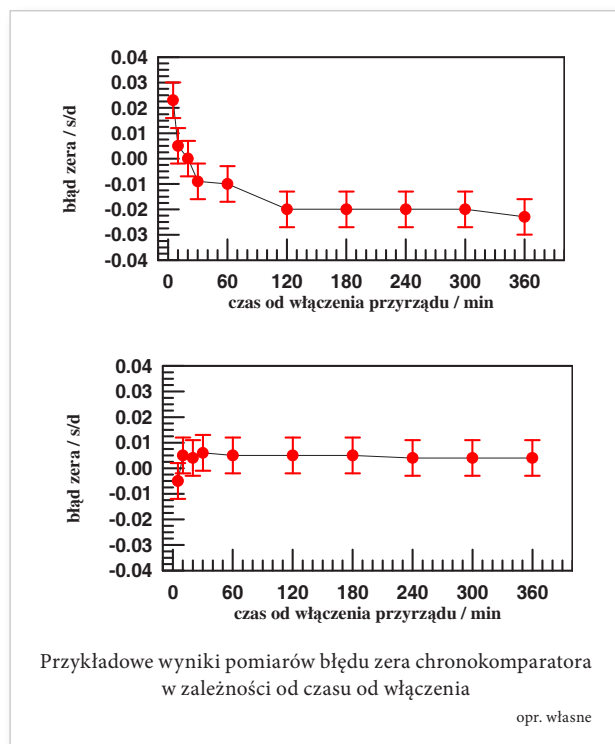 0.04
0.03
0.02
0.01
0.00
-0.01
-0.02
-0.03
-0.04
błąd zera / s/d
0 60 120 180 240 300 360
czas od włączenia przyrządu / min
0.04
0.03
0.02
0.01
0.00
-0.01
-0.02
-0.03
-0.04
błąd zera / s/d
0 60 120 180 240 300 360
czas od włączenia przyrządu / min
Przykładowe wyniki pomiarów błędu zera chronokomparatora
w zależności od czasu od włączenia
opr. własne